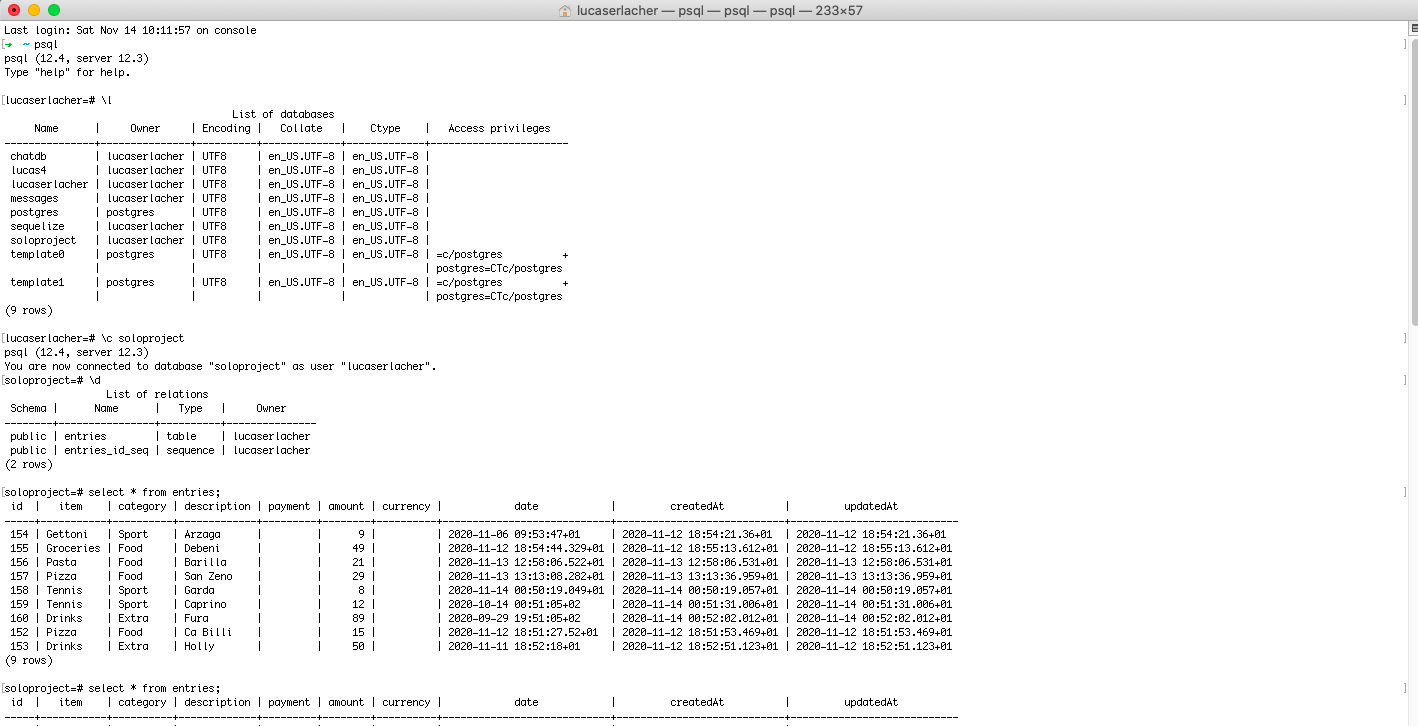 lucaserlacher — psql — psql — psql — 233×57
Last login: Sat Nov 14 10:11:57 on console
[➜  ~ psql ]
psql (12.4, server 12.3)
Type "help" for help.

[lucaserlacher=# \l ]
                                      List of databases
     Name      |     Owner     | Encoding |   Collate   |    Ctype    |   Access privileges
---------------+---------------+----------+-------------+-------------+-----------------------
 chatdb        | lucaserlacher | UTF8     | en_US.UTF-8 | en_US.UTF-8 |
 lucas4        | lucaserlacher | UTF8     | en_US.UTF-8 | en_US.UTF-8 |
 lucaserlacher | lucaserlacher | UTF8     | en_US.UTF-8 | en_US.UTF-8 |
 messages      | lucaserlacher | UTF8     | en_US.UTF-8 | en_US.UTF-8 |
 postgres      | postgres      | UTF8     | en_US.UTF-8 | en_US.UTF-8 |
 sequelize     | lucaserlacher | UTF8     | en_US.UTF-8 | en_US.UTF-8 |
 soloproject   | lucaserlacher | UTF8     | en_US.UTF-8 | en_US.UTF-8 |
 template0     | postgres      | UTF8     | en_US.UTF-8 | en_US.UTF-8 | =c/postgres          +
               |               |          |             |             | postgres=CTc/postgres
 template1     | postgres      | UTF8     | en_US.UTF-8 | en_US.UTF-8 | =c/postgres          +
               |               |          |             |             | postgres=CTc/postgres
(9 rows)

[lucaserlacher=# \c soloproject ]
psql (12.4, server 12.3)
You are now connected to database "soloproject" as user "lucaserlacher".
[soloproject=# \d ]
                 List of relations
 Schema |      Name      |   Type   |     Owner
--------+----------------+----------+---------------
 public | entries        | table    | lucaserlacher
 public | entries_id_seq | sequence | lucaserlacher
(2 rows)

[soloproject=# select * from entries; ]
 id  |   item    | category | description | payment | amount | currency |            date            |         createdAt          |         updatedAt
-----+-----------+----------+-------------+---------+--------+----------+----------------------------+----------------------------+----------------------------
 154 | Gettoni   | Sport    | Arzaga      |         |      9 |          | 2020-11-06 09:53:47+01     | 2020-11-12 18:54:21.36+01  | 2020-11-12 18:54:21.36+01
 155 | Groceries | Food     | Debeni      |         |     49 |          | 2020-11-12 18:54:44.329+01 | 2020-11-12 18:55:13.612+01 | 2020-11-12 18:55:13.612+01
 156 | Pasta     | Food     | Barilla     |         |     21 |          | 2020-11-13 12:58:06.522+01 | 2020-11-13 12:58:06.531+01 | 2020-11-13 12:58:06.531+01
 157 | Pizza     | Food     | San Zeno    |         |     29 |          | 2020-11-13 13:13:08.282+01 | 2020-11-13 13:13:36.959+01 | 2020-11-13 13:13:36.959+01
 158 | Tennis    | Sport    | Garda       |         |      8 |          | 2020-11-14 00:50:19.049+01 | 2020-11-14 00:50:19.057+01 | 2020-11-14 00:50:19.057+01
 159 | Tennis    | Sport    | Caprino     |         |     12 |          | 2020-10-14 00:51:05+02     | 2020-11-14 00:51:31.006+01 | 2020-11-14 00:51:31.006+01
 160 | Drinks    | Extra    | Fura        |         |     89 |          | 2020-09-29 19:51:05+02     | 2020-11-14 00:52:02.012+01 | 2020-11-14 00:52:02.012+01
 152 | Pizza     | Food     | Ca Billi    |         |     15 |          | 2020-11-12 18:51:27.52+01  | 2020-11-12 18:51:53.469+01 | 2020-11-12 18:51:53.469+01
 153 | Drinks    | Extra    | Holly       |         |     50 |          | 2020-11-11 18:52:18+01     | 2020-11-12 18:52:51.123+01 | 2020-11-12 18:52:51.123+01
(9 rows)

[soloproject=# select * from entries; ]
 id  |   item    | category | description | payment | amount | currency |            date            |         createdAt          |         updatedAt
-----+-----------+----------+-------------+---------+--------+----------+----------------------------+----------------------------+----------------------------